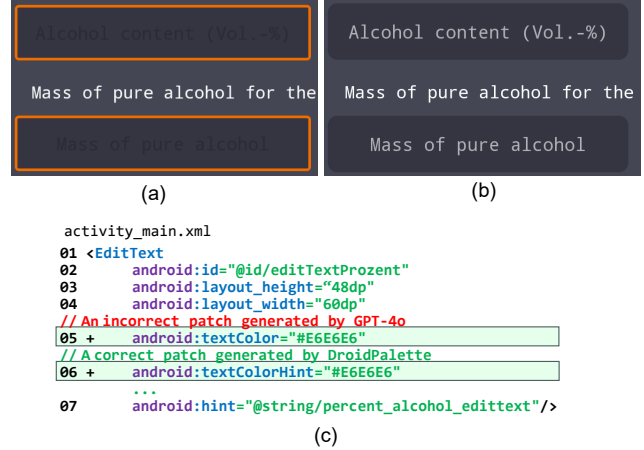 Alcohol content (Vol.-%)
Mass of pure alcohol for the
Mass of pure alcohol
(a)
Alcohol content (Vol.-%)
Mass of pure alcohol for the
Mass of pure alcohol
(b)
activity_main.xml
01 <EditText
02 android:id="@id/editTextProzent"
03 android:layout_height=“48dp"
04 android:layout_width="60dp"
// An incorrect patch generated by GPT-4o
05 + android:textColor="#E6E6E6"
// A correct patch generated by DroidPalette
06 + android:textColorHint="#E6E6E6"
...
07 android:hint="@string/percent_alcohol_edittext"/>
(c)